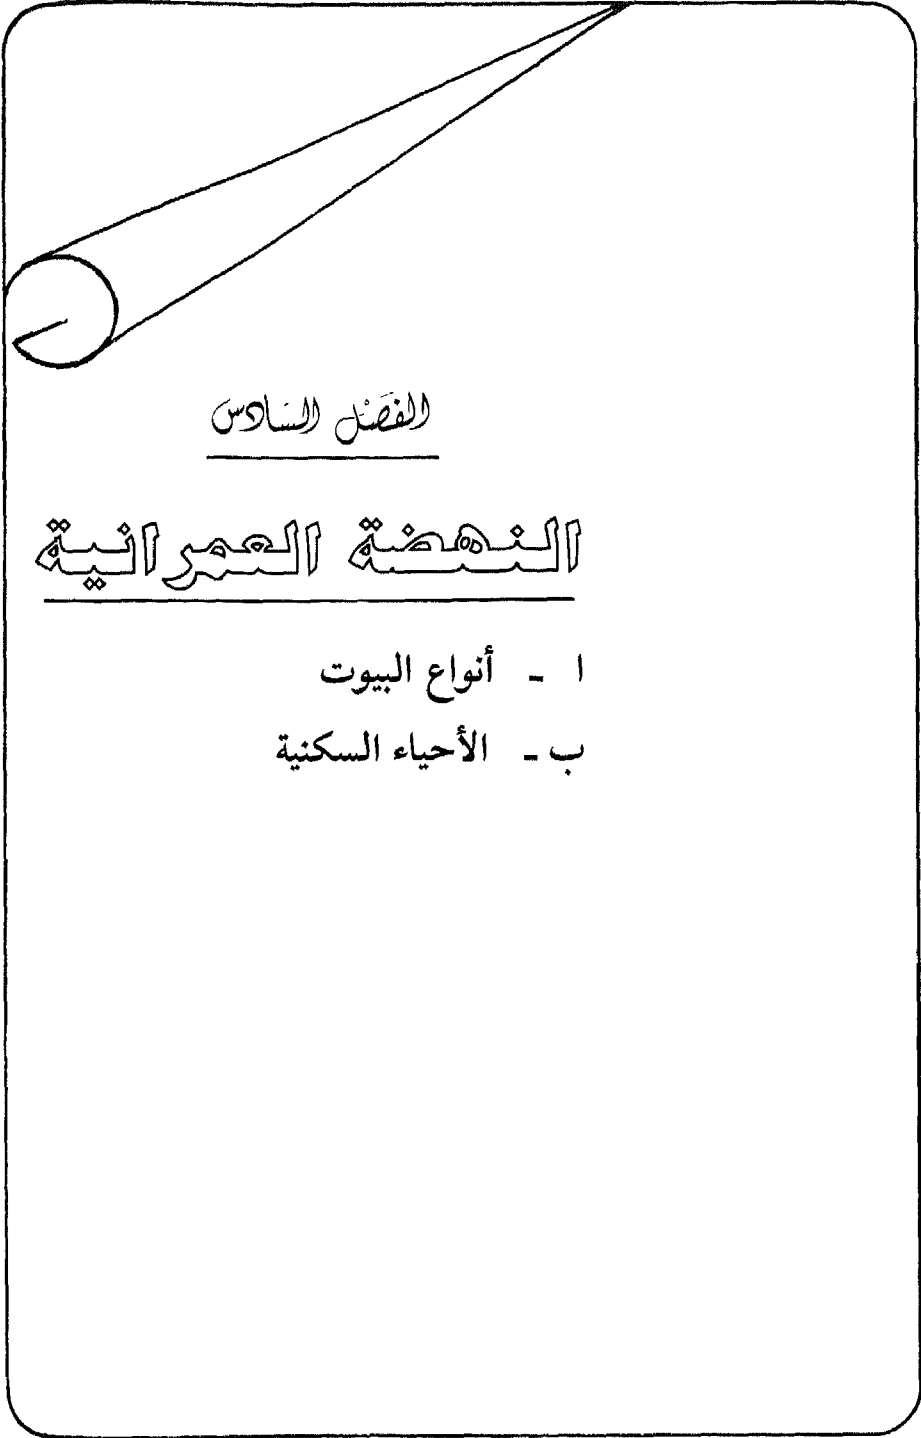 الفصل السادس
النهضة العمرانية
ا - أنواع البيوت
ب - الأحياء السكنية